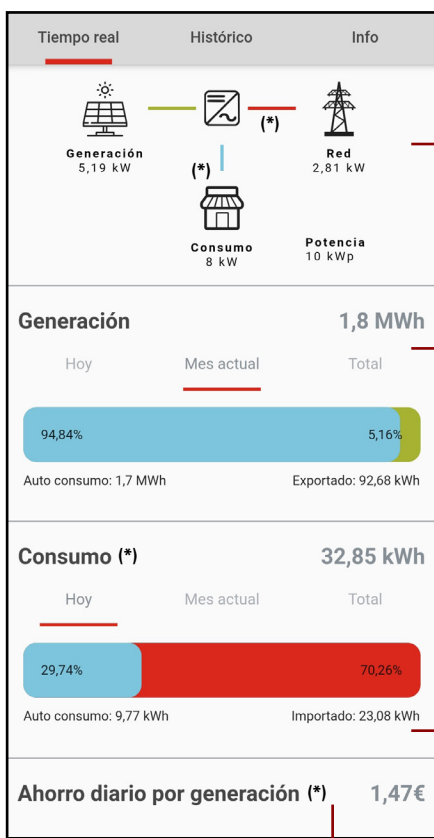 Tiempo real Histórico Info
(*)
Generación (*) Red
5,19 kW 2,81 kW
Consumo Potencia
8 kW 10 kWp
Generación 1,8 MWh
Hoy Mes actual Total
94,84% 5,16%
Auto consumo: 1,7 MWh Exportado: 92,68 kWh
Consumo (*) 32,85 kWh
Hoy Mes actual Total
29,74% 70,26%
Auto consumo: 9,77 kWh Importado: 23,08 kWh
Ahorro diario por generación (*) 1,47€